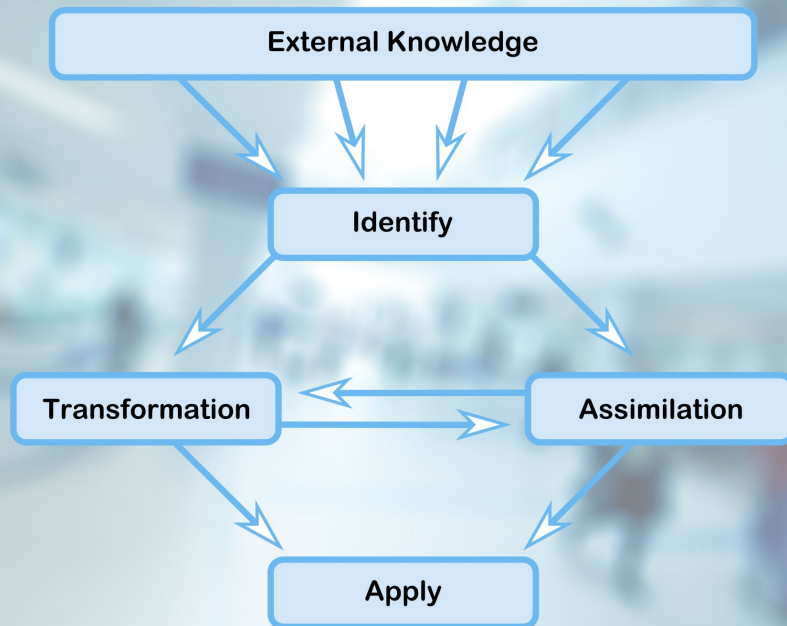 External Knowledge
Identify
Transformation
Assimilation
Apply